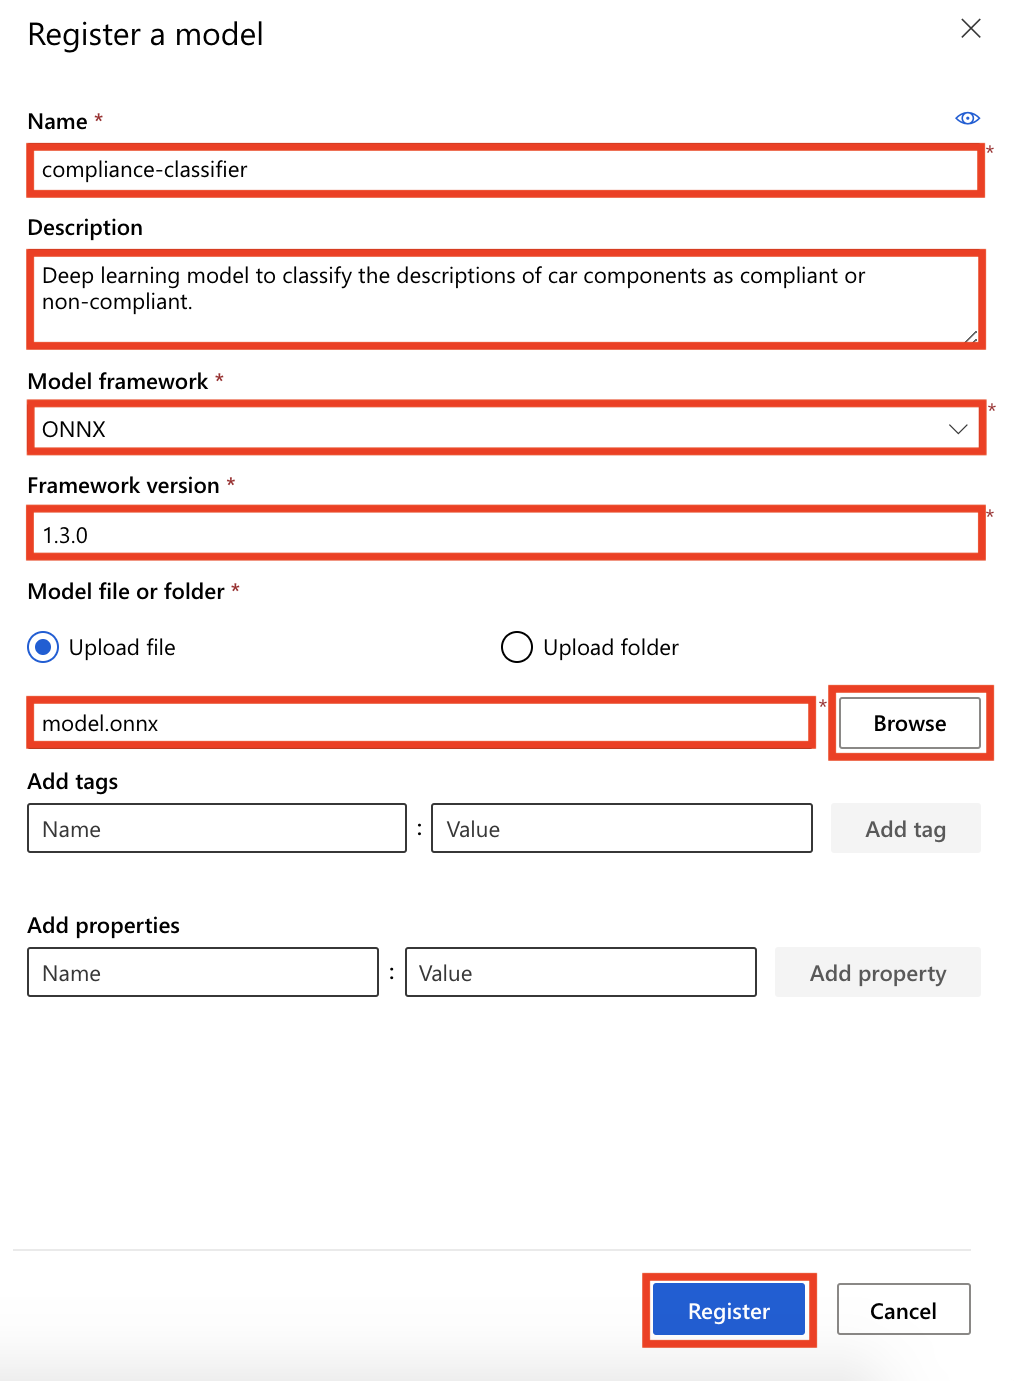 Register a model
Name *
compliance-classifier
*
Description
Deep learning model to classify the descriptions of car components as compliant or
non-compliant.
Model framework *
ONNX
*
Framework version *
1.3.0
*
Model file or folder *
Upload file
Upload folder
model.onnx
*
Browse
Add tags
Name : Value
Add tag
Add properties
Name : Value
Add property
Register
Cancel